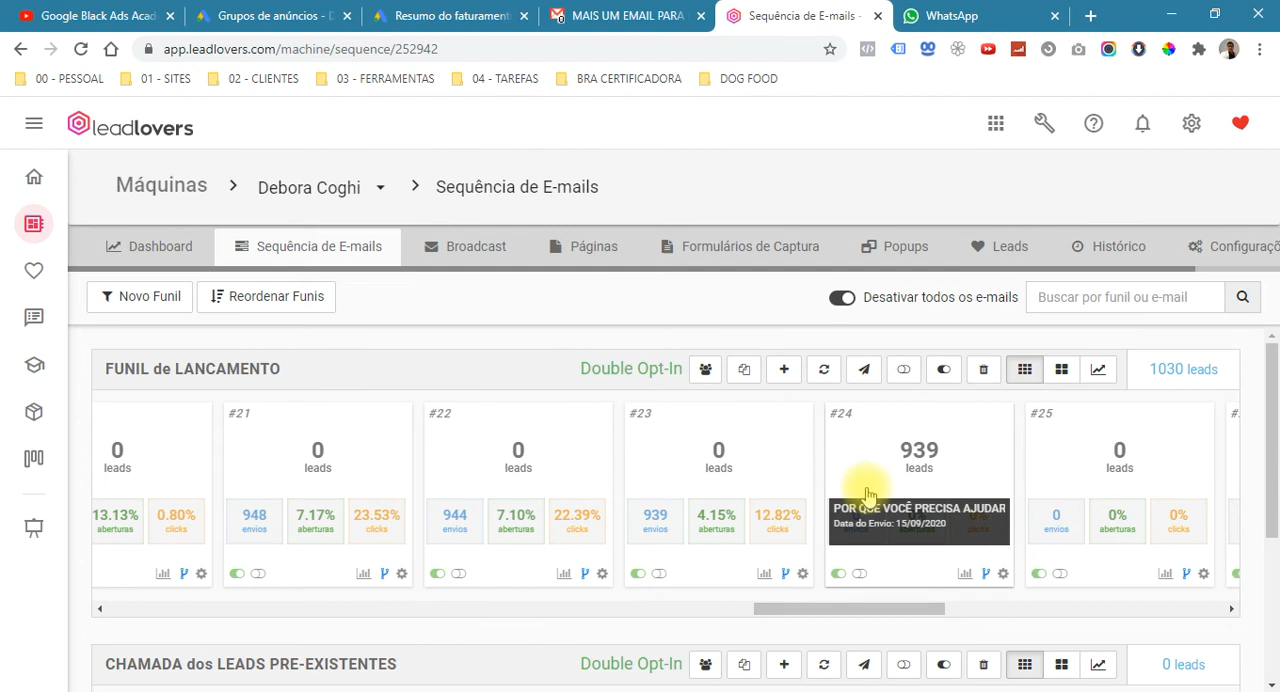 Google Black Ads Acad
Grupos de anúncios - D
Resumo do faturament
MAIS UM EMAIL PARA
Sequência de E-mails -
WhatsApp
app.leadlovers.com/machine/sequence/252942
00 - PESSOAL
01 - SITES
02 - CLIENTES
03 - FERRAMENTAS
04 - TAREFAS
BRA CERTIFICADORA
DOG FOOD
leadlovers
Máquinas > Debora Coghi > Sequência de E-mails
Dashboard
Sequência de E-mails
Broadcast
Páginas
Formulários de Captura
Popups
Leads
Histórico
Configuraçõ
Novo Funil
Reordenar Funis
Desativar todos os e-mails
Buscar por funil ou e-mail
FUNIL de LANCAMENTO
Double Opt-In
1030 leads
#21 #22 #23 #24 #25
0 0 0 0 939 0
leads leads leads leads leads leads
13.13% 0.80% 948 7.17% 23.53% 944 7.10% 22.39% 939 4.15% 12.82% POR QUE VOCÊ PRECISA AJUDAR 0 0% 0%
aberturas clicks envios aberturas clicks envios aberturas clicks envios aberturas clicks Data do Envio: 15/09/2020 envios aberturas clicks
CHAMADA dos LEADS PRE-EXISTENTES
Double Opt-In
0 leads